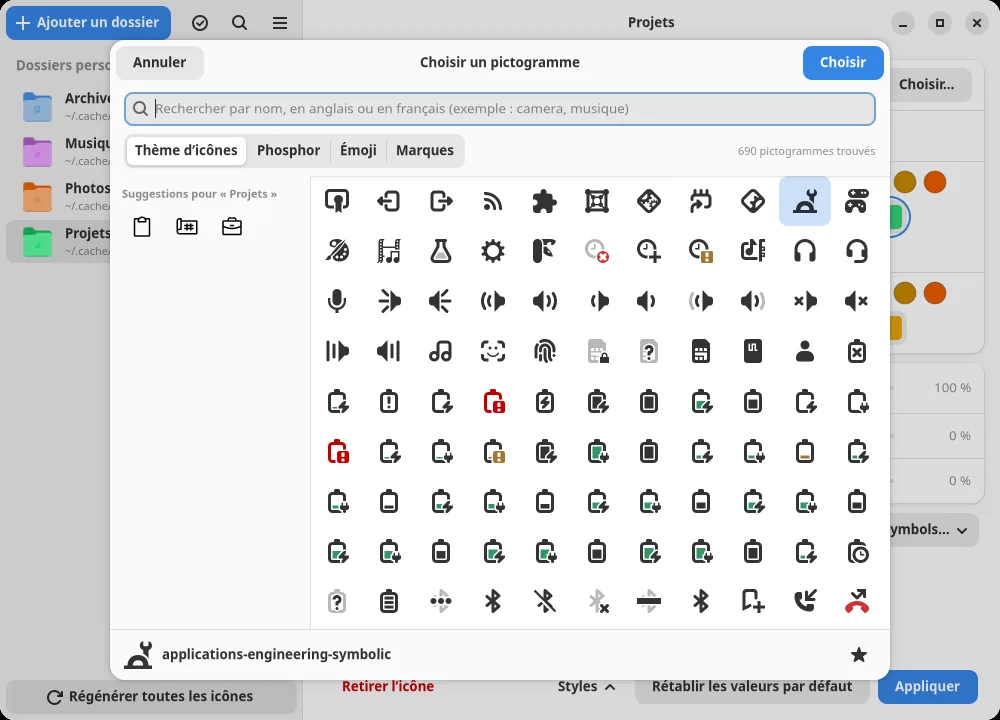 Ajouter un dossier
Projets
Dossiers perso
Archive
~/.cache/
Musiqu
~/.cache/
Photos
~/.cache/
Projets
~/.cache/
Annuler
Choisir un pictogramme
Choisir
Choisir...
Rechercher par nom, en anglais ou en français (exemple : camera, musique)
Thème d’icônes
Phosphor
Émoji
Marques
690 pictogrammes trouvés
Suggestions pour « Projets »
100 %
0 %
0 %
ymbols...
applications-engineering-symbolic
Régénérer toutes les icônes
Retirer l’icône
Styles
Rétablir les valeurs par défaut
Appliquer